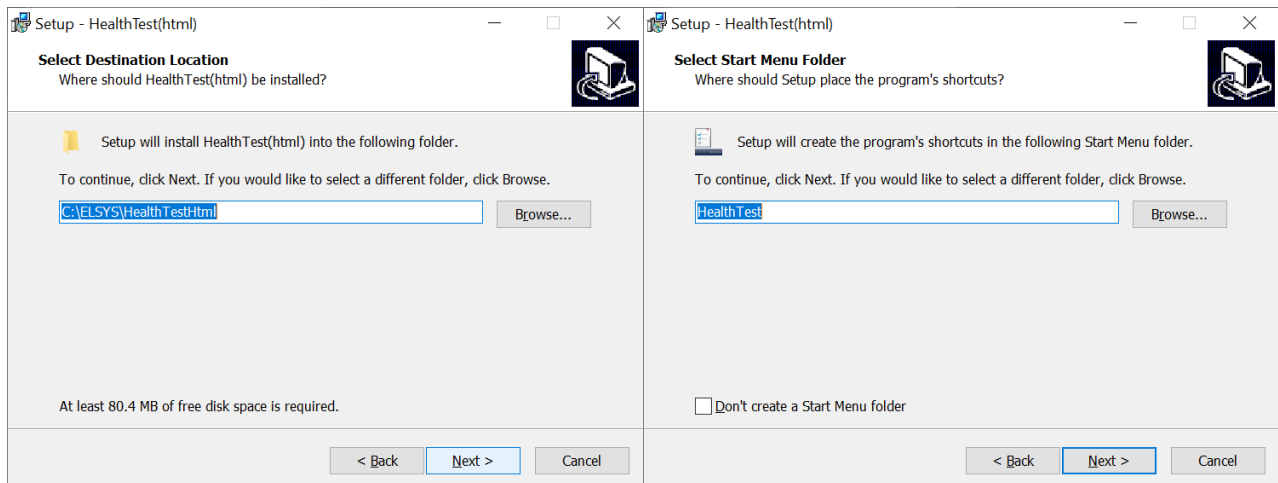 Setup - HealthTest(html)
Select Destination Location
Where should HealthTest(html) be installed?
Setup will install HealthTest(html) into the following folder.
To continue, click Next. If you would like to select a different folder, click Browse.
C:\ELSYS\HealthTestHtml
Browse...
At least 80.4 MB of free disk space is required.
< Back
Next >
Cancel
Setup - HealthTest(html)
Select Start Menu Folder
Where should Setup place the program's shortcuts?
Setup will create the program's shortcuts in the following Start Menu folder.
To continue, click Next. If you would like to select a different folder, click Browse.
HealthTest
Browse...
Don't create a Start Menu folder
< Back
Next >
Cancel